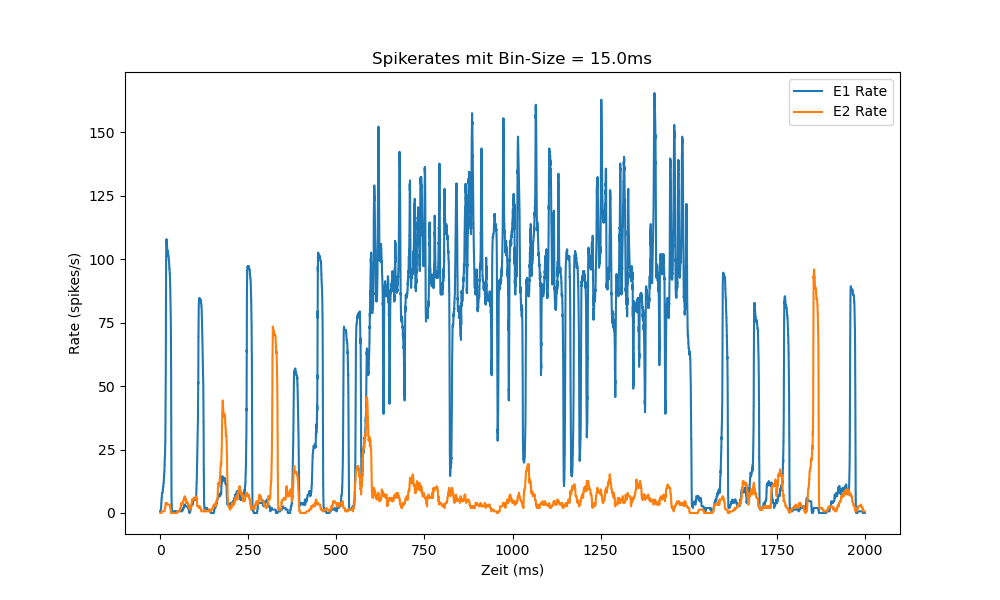 Spikerates mit Bin-Size = 15.0ms
E1 Rate
E2 Rate
Rate (spikes/s)
150
125
100
75
50
25
0
0 250 500 750 1000 1250 1500 1750 2000
Zeit (ms)